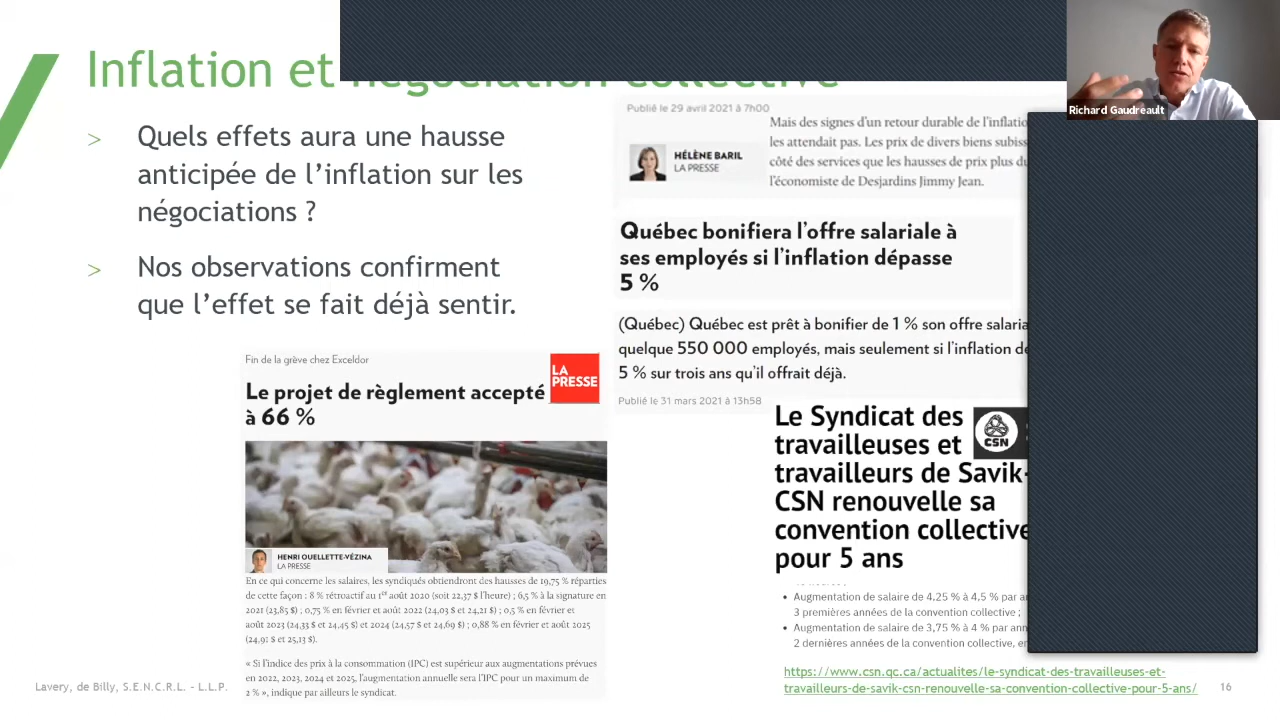 Inflation et négociation collective
> Quels effets aura une hausse
anticipée de l’inflation sur les
négociations ?
> Nos observations confirment
que l’effet se fait déjà sentir.
Richard Gaudreault
Publié le 29 avril 2021 à 7h00
HÉLÈNE BARIL
LA PRESSE
Mais des signes d'un retour durable de l'inflatio
les attendait pas. Les prix de divers biens subiss
côté des services que les hausses de prix plus du
l'économiste de Desjardins Jimmy Jean.
Québec bonifiera l’offre salariale à
ses employés si l’inflation dépasse
5 %
(Québec) Québec est prêt à bonifier de 1 % son offre salaria
quelque 550 000 employés, mais seulement si l’inflation de
5 % sur trois ans qu’il offrait déjà.
Publié le 31 mars 2021 à 13h58
Fin de la grève chez Exceldor
Le projet de règlement accepté
à 66 %
LA
PRESSE
HENRI OUELLETTE-VÉZINA
LA PRESSE
En ce qui concerne les salaires, les syndiqués obtiendront des hausses de 19,75 % réparties
de cette façon : 8 % rétroactif au 1er août 2020 (soit 22,37 $ l'heure) ; 6,5 % à la signature en
2021 (23,85 $) ; 0,75 % en février et août 2022 (24,03 $ et 24,21 $) ; 0,5 % en février et
août 2023 (24,33 $ et 24,45 $) et 2024 (24,57 $ et 24,69 $) ; 0,88 % en février et août 2025
(24,91 $ et 25,13 $).
« Si l'indice des prix à la consommation (IPC) est supérieur aux augmentations prévues
en 2022, 2023, 2024 et 2025, l'augmentation annuelle sera l'IPC pour un maximum de
2 % », indique par ailleurs le syndicat.
Le Syndicat des
travailleuses et
travailleurs de Savik-
CSN renouvelle sa
convention collective
pour 5 ans
CSN
• Augmentation de salaire de 4,25 % à 4,5 % par an
3 premières années de la convention collective ;
• Augmentation de salaire de 3,75 % à 4 % par ann
2 dernières années de la convention collective, e
https://www.csn.qc.ca/actualites/le-syndicat-des-travailleuses-et-
travailleurs-de-savik-csn-renouvelle-sa-convention-collective-pour-5-ans/
Lavery, de Billy, S.E.N.C.R.L. - L.L.P.
16